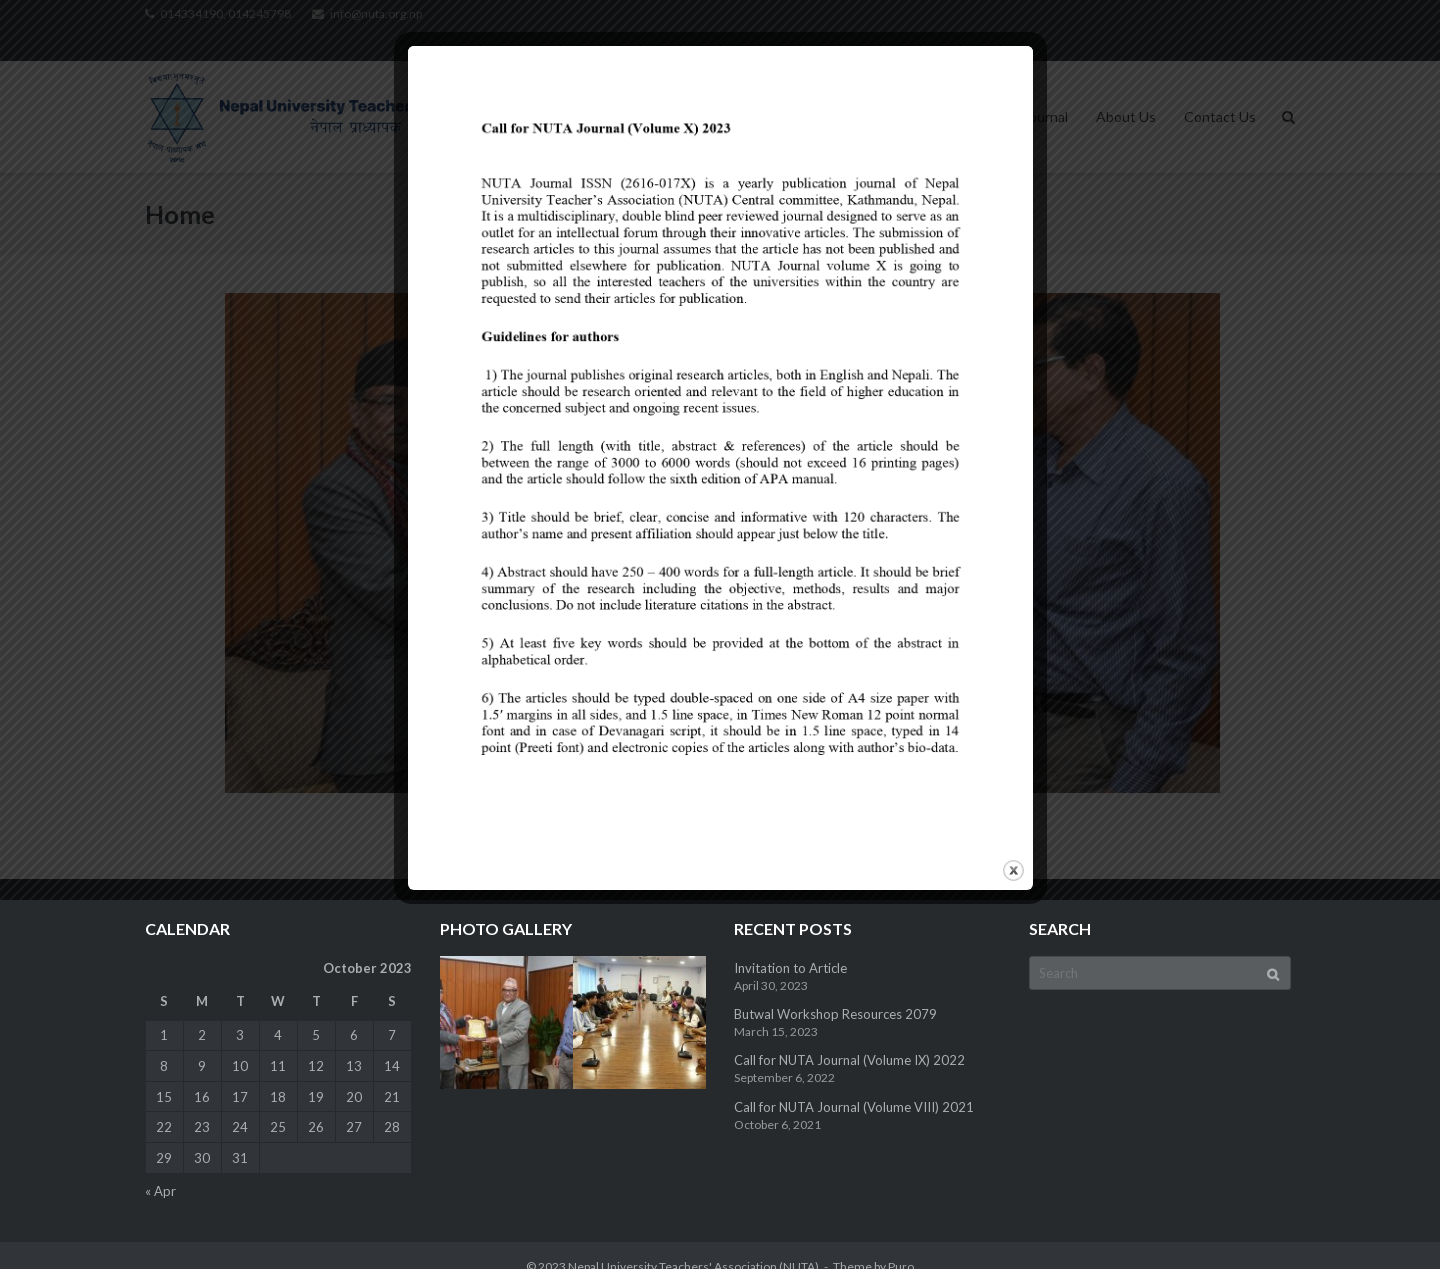 014334190, 014245798 info@nuta.org.np
Nepal University Teacher
नेपाल प्राध्यापक
About Us Contact Us
Home
Call for NUTA Journal (Volume X) 2023
NUTA Journal ISSN (2616-017X) is a yearly publication journal of Nepal
University Teacher’s Association (NUTA) Central committee, Kathmandu, Nepal.
It is a multidisciplinary, double blind peer reviewed journal designed to serve as an
outlet for an intellectual forum through their innovative articles. The submission of
research articles to this journal assumes that the article has not been published and
not submitted elsewhere for publication. NUTA Journal volume X is going to
publish, so all the interested teachers of the universities within the country are
requested to send their articles for publication.
Guidelines for authors
1) The journal publishes original research articles, both in English and Nepali. The
article should be research oriented and relevant to the field of higher education in
the concerned subject and ongoing recent issues.
2) The full length (with title, abstract & references) of the article should be
between the range of 3000 to 6000 words (should not exceed 16 printing pages)
and the article should follow the sixth edition of APA manual.
3) Title should be brief, clear, concise and informative with 120 characters. The
author’s name and present affiliation should appear just below the title.
4) Abstract should have 250 – 400 words for a full-length article. It should be brief
summary of the research including the objective, methods, results and major
conclusions. Do not include literature citations in the abstract.
5) At least five key words should be provided at the bottom of the abstract in
alphabetical order.
6) The articles should be typed double-spaced on one side of A4 size paper with
1.5′ margins in all sides, and 1.5 line space, in Times New Roman 12 point normal
font and in case of Devanagari script, it should be in 1.5 line space, typed in 14
point (Preeti font) and electronic copies of the articles along with author’s bio-data.
CALENDAR
October 2023
S M T W T F S
1 2 3 4 5 6 7
8 9 10 11 12 13 14
15 16 17 18 19 20 21
22 23 24 25 26 27 28
29 30 31
« Apr
PHOTO GALLERY
RECENT POSTS
Invitation to Article
April 30, 2023
Butwal Workshop Resources 2079
March 15, 2023
Call for NUTA Journal (Volume IX) 2022
September 6, 2022
Call for NUTA Journal (Volume VIII) 2021
October 6, 2021
SEARCH
Search
© 2023 Nepal University Teachers' Association (NUTA) - Theme by Puro